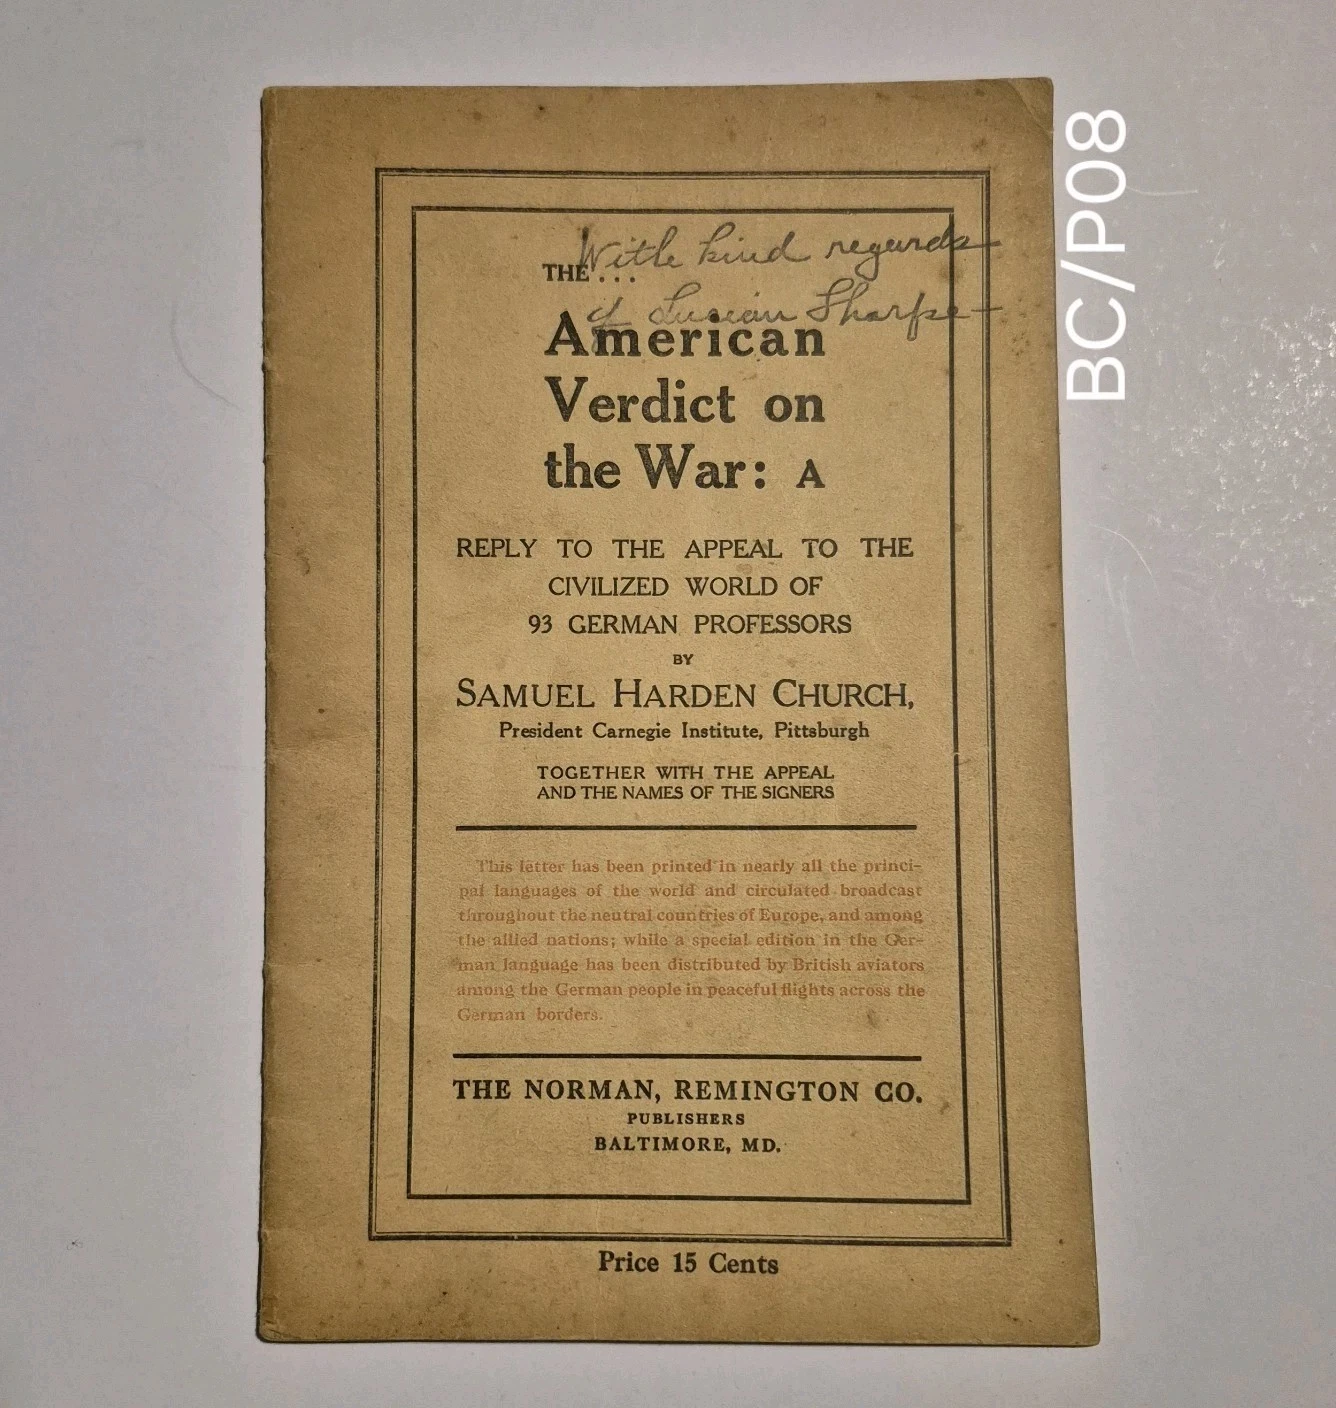 With kind regards
THE...
of Lucian Sharpe
American
Verdict on
the War: A
REPLY TO THE APPEAL TO THE
CIVILIZED WORLD OF
93 GERMAN PROFESSORS
BY
SAMUEL HARDEN CHURCH,
President Carnegie Institute, Pittsburgh
TOGETHER WITH THE APPEAL
AND THE NAMES OF THE SIGNERS
This letter has been printed in nearly all the princi-
pal languages of the world and circulated broadcast
throughout the neutral countries of Europe, and among
the allied nations; while a special edition in the Ger-
man language has been distributed by British aviators
among the German people in peaceful flights across the
German borders.
THE NORMAN, REMINGTON CO.
PUBLISHERS
BALTIMORE, MD.
Price 15 Cents
BC/P08